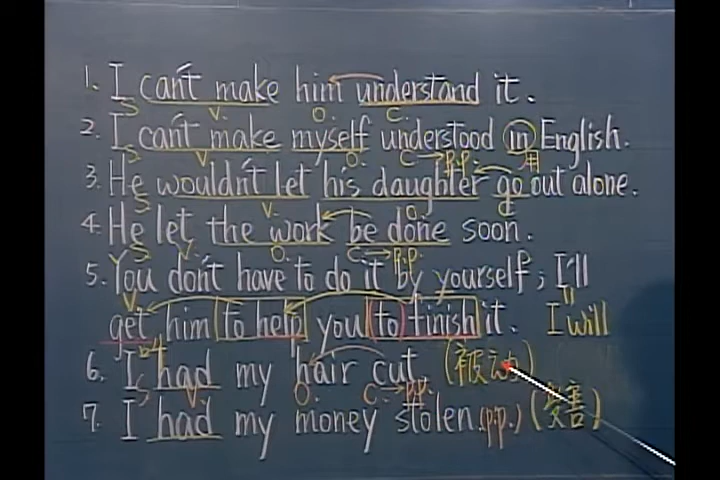 1. I can't make him understand it.
S. V. O. C.
2. I can't make myself understood in English.
S. V O. C → p.p. 用
3. He wouldn't let his daughter go out alone.
S. V. O. C
4. He let the work be done soon.
S. V. O. C → p.p.
5. You don't have to do it by yourself; I'll
V. "
get him to help you (to) finish it. I will
6. I had my hair cut. (被动)
S V. O. C. → p.p.
7. I had my money stolen. (p.p.) (受害)